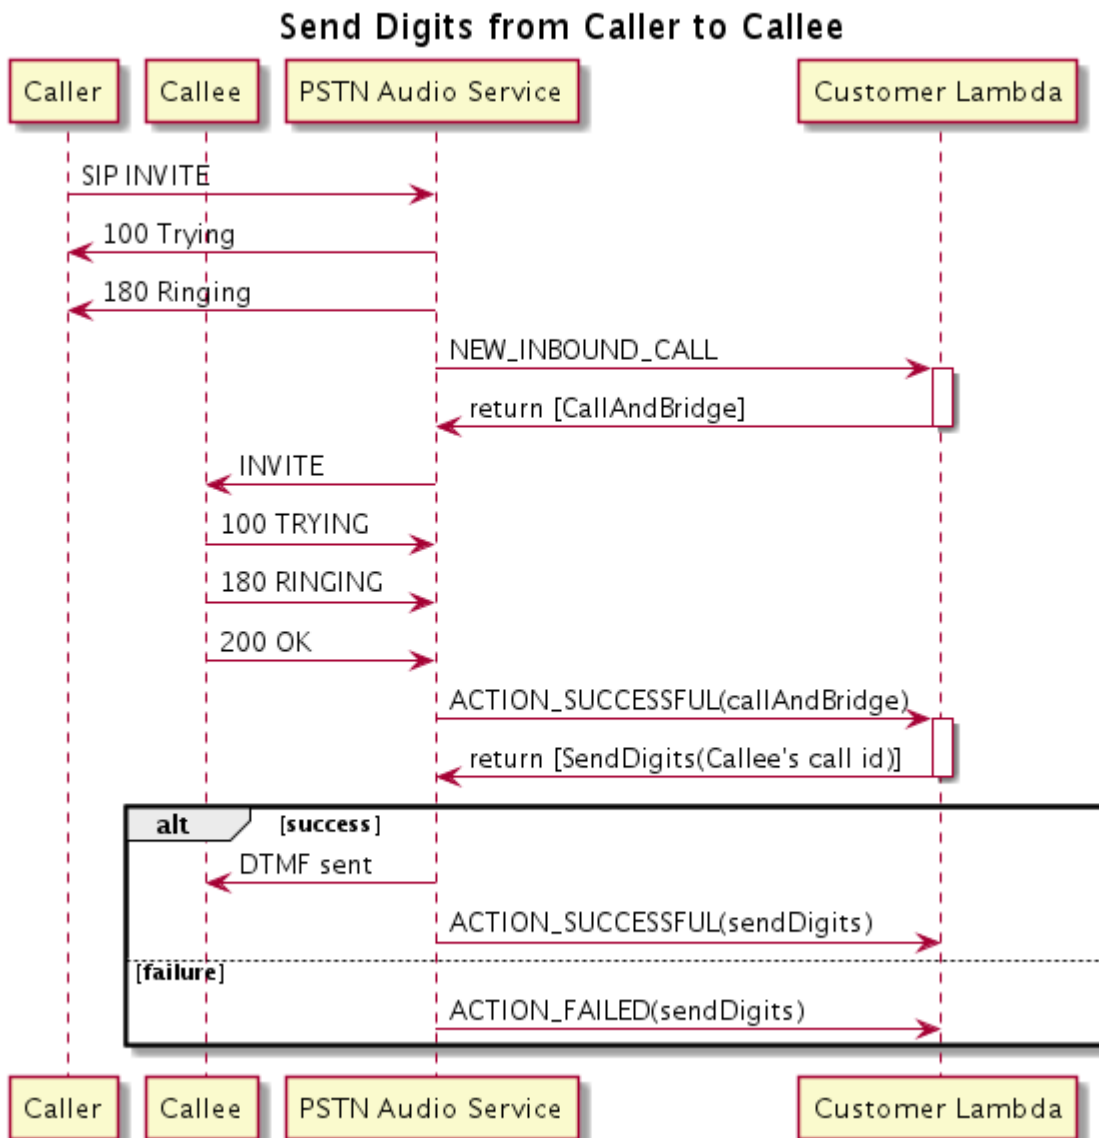 Send Digits from Caller to Callee
Caller Callee PSTN Audio Service Customer Lambda
SIP INVITE
100 Trying
180 Ringing
NEW_INBOUND_CALL
return [CallAndBridge]
INVITE
100 TRYING
180 RINGING
200 OK
ACTION_SUCCESSFUL(callAndBridge)
return [SendDigits(Callee's call id)]
alt [success]
DTMF sent
ACTION_SUCCESSFUL(sendDigits)
[failure]
ACTION_FAILED(sendDigits)
Caller Callee PSTN Audio Service Customer Lambda